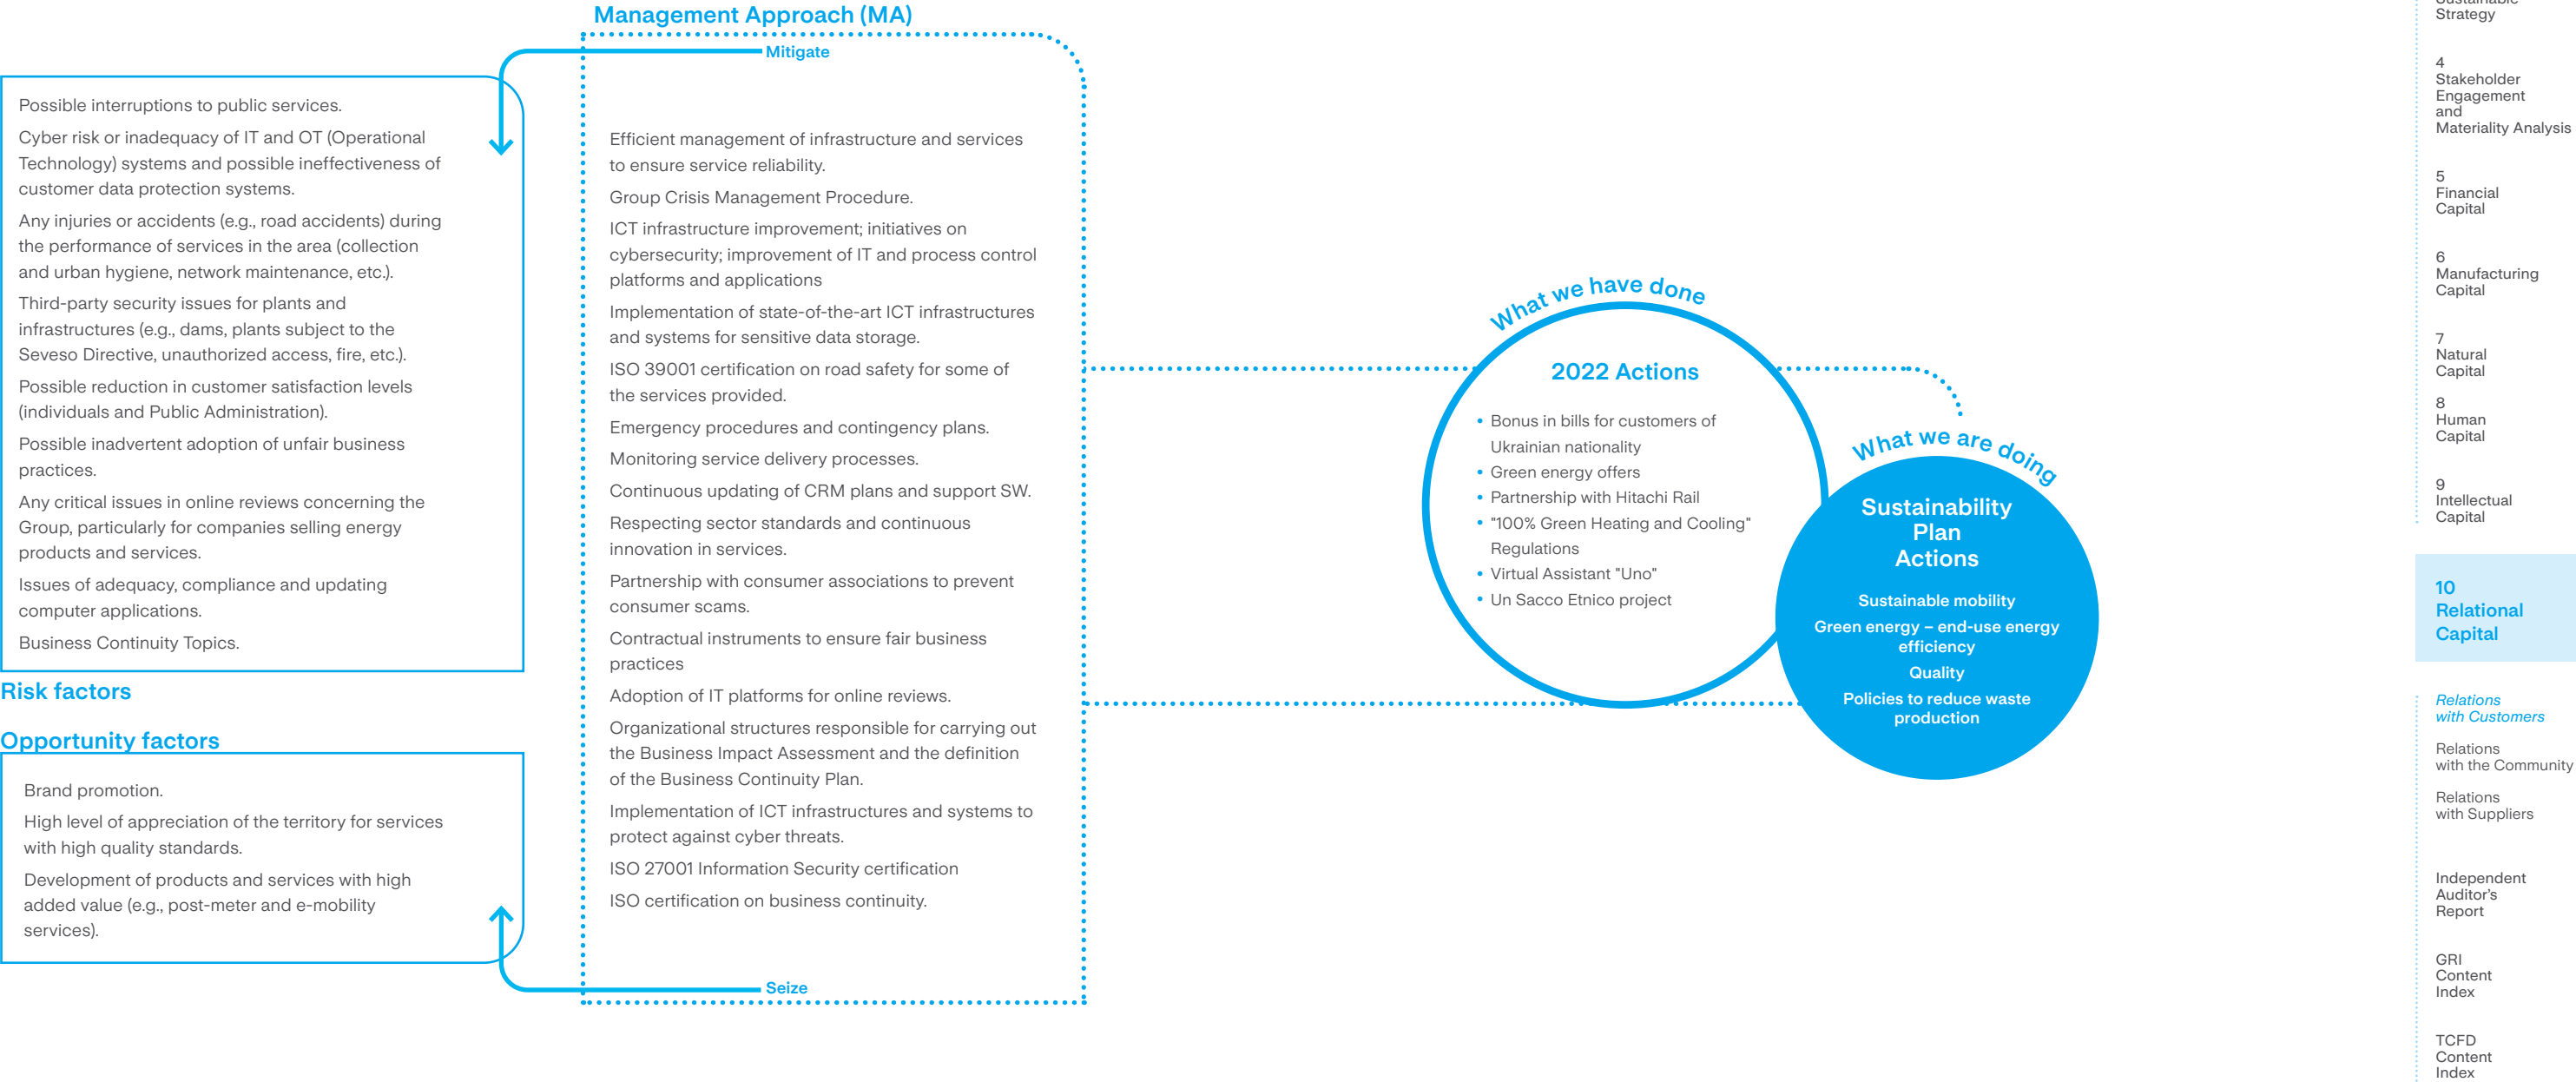 Management Approach (MA)
Mitigate
Possible interruptions to public services.
Cyber risk or inadequacy of IT and OT (Operational
Technology) systems and possible ineffectiveness of
customer data protection systems.
Any injuries or accidents (e.g., road accidents) during
the performance of services in the area (collection
and urban hygiene, network maintenance, etc.).
Third-party security issues for plants and
infrastructures (e.g., dams, plants subject to the
Seveso Directive, unauthorized access, fire, etc.).
Possible reduction in customer satisfaction levels
(individuals and Public Administration).
Possible inadvertent adoption of unfair business
practices.
Any critical issues in online reviews concerning the
Group, particularly for companies selling energy
products and services.
Issues of adequacy, compliance and updating
computer applications.
Business Continuity Topics.
Risk factors
Opportunity factors
Brand promotion.
High level of appreciation of the territory for services
with high quality standards.
Development of products and services with high
added value (e.g., post-meter and e-mobility
services).
Efficient management of infrastructure and services
to ensure service reliability.
Group Crisis Management Procedure.
ICT infrastructure improvement; initiatives on
cybersecurity; improvement of IT and process control
platforms and applications
Implementation of state-of-the-art ICT infrastructures
and systems for sensitive data storage.
ISO 39001 certification on road safety for some of
the services provided.
Emergency procedures and contingency plans.
Monitoring service delivery processes.
Continuous updating of CRM plans and support SW.
Respecting sector standards and continuous
innovation in services.
Partnership with consumer associations to prevent
consumer scams.
Contractual instruments to ensure fair business
practices
Adoption of IT platforms for online reviews.
Organizational structures responsible for carrying out
the Business Impact Assessment and the definition
of the Business Continuity Plan.
Implementation of ICT infrastructures and systems to
protect against cyber threats.
ISO 27001 Information Security certification
ISO certification on business continuity.
Seize
What we have done
2022 Actions
• Bonus in bills for customers of
Ukrainian nationality
• Green energy offers
• Partnership with Hitachi Rail
• "100% Green Heating and Cooling"
Regulations
• Virtual Assistant "Uno"
• Un Sacco Etnico project
What we are doing
Sustainability
Plan
Actions
Sustainable mobility
Green energy – end-use energy
efficiency
Quality
Policies to reduce waste
production
Sustainable
Strategy
4
Stakeholder
Engagement
and
Materiality Analysis
5
Financial
Capital
6
Manufacturing
Capital
7
Natural
Capital
8
Human
Capital
9
Intellectual
Capital
10
Relational
Capital
Relations
with Customers
Relations
with the Community
Relations
with Suppliers
Independent
Auditor's
Report
GRI
Content
Index
TCFD
Content
Index